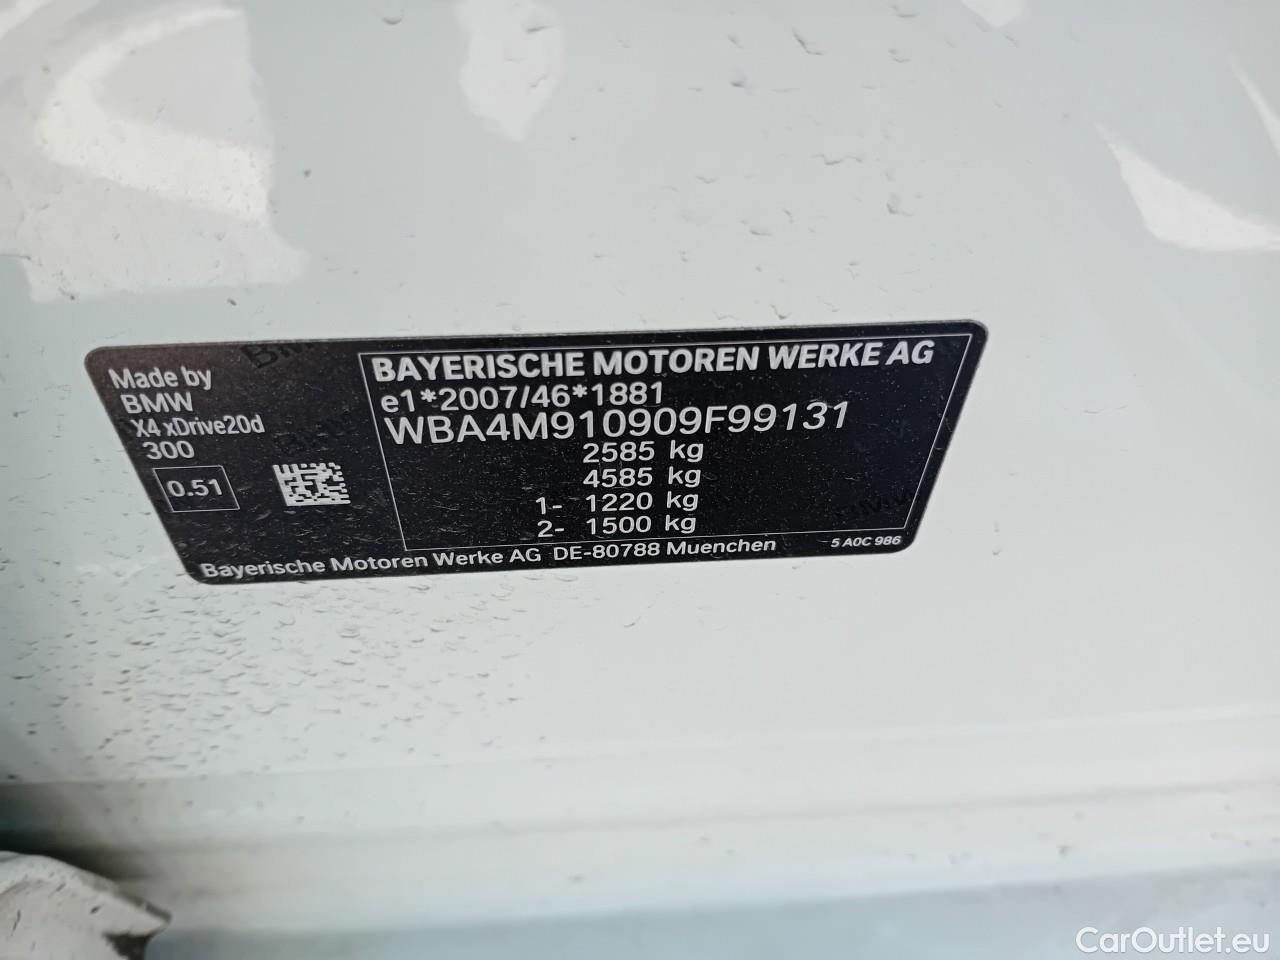 Made by
BMW
X4 xDrive20d
300
0.51
BAYERISCHE MOTOREN WERKE AG
e1*2007/46*1881
WBA4M910909F99131
2585 kg
4585 kg
1- 1220 kg
2- 1500 kg
Bayerische Motoren Werke AG DE-80788 Muenchen
5 A0C 986
CarOutlet.eu